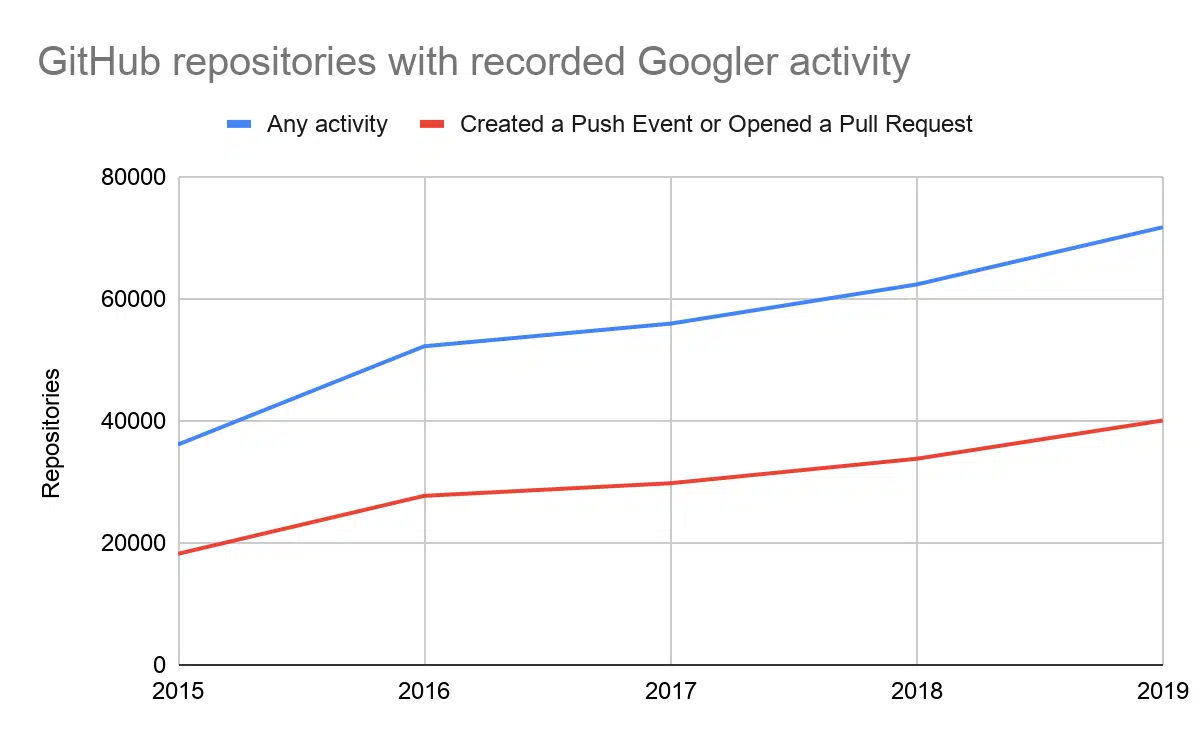 GitHub repositories with recorded Googler activity
Any activity
Created a Push Event or Opened a Pull Request
80000
60000
40000
20000
0
Repositories
2015
2016
2017
2018
2019